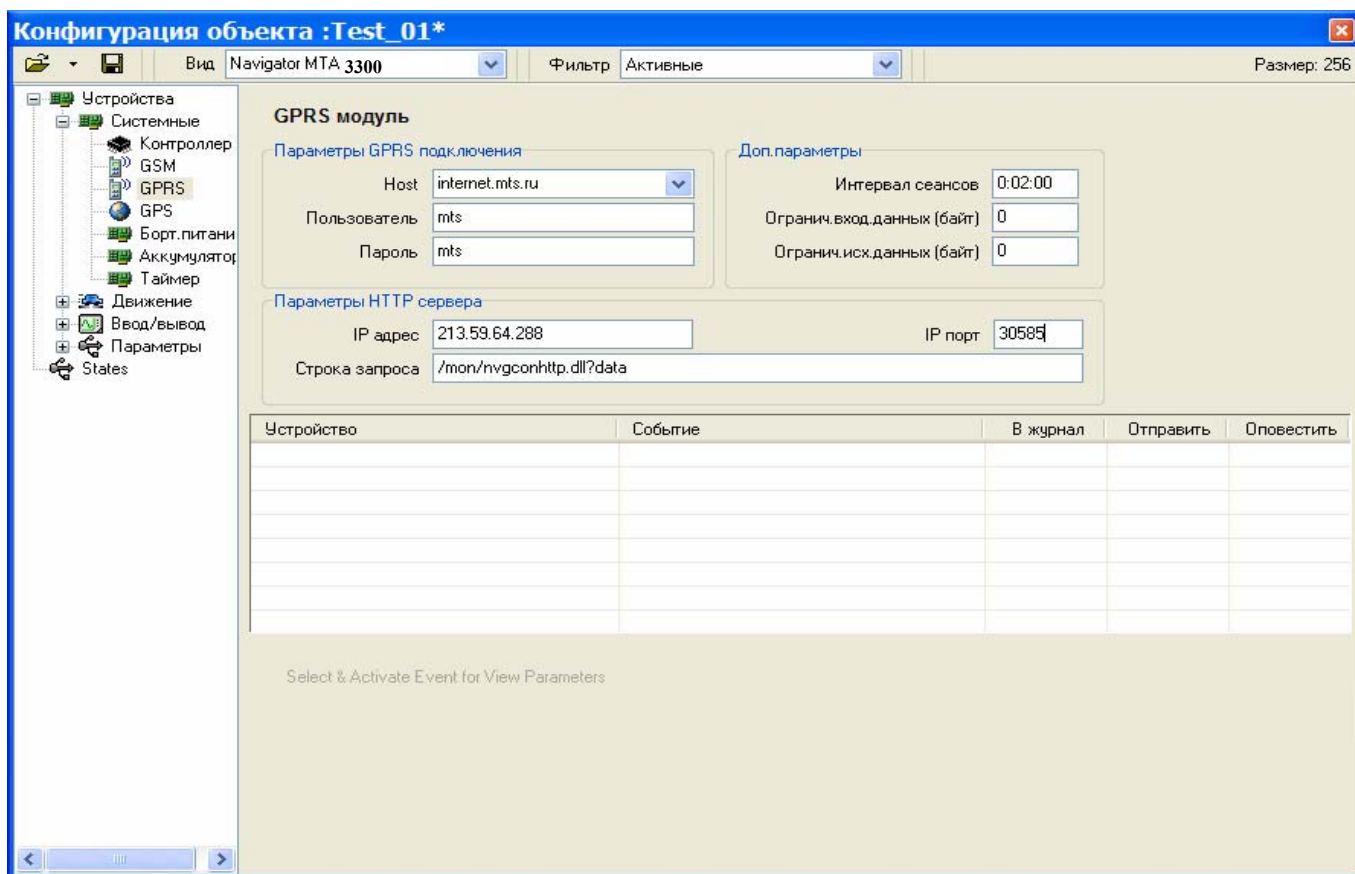 Конфигурация объекта :Test_01*
Вид Navigator MTA 3300 Фильтр Активные Размер: 256
Устройства
Системные
Контроллер
GSM
GPRS
GPS
Борт.питани
Аккумулятор
Таймер
Движение
Ввод/вывод
Параметры
States
GPRS модуль
Параметры GPRS подключения
Host internet.mts.ru
Пользователь mts
Пароль mts
Доп.параметры
Интервал сеансов 0:02:00
Огранич.вход.данных (байт) 0
Огранич.исх.данных (байт) 0
Параметры HTTP сервера
IP адрес 213.59.64.288 IP порт 30585
Строка запроса /mon/nvgconhttp.dll?data
Устройство Событие В журнал Отправить Оповестить
Select & Activate Event for View Parameters